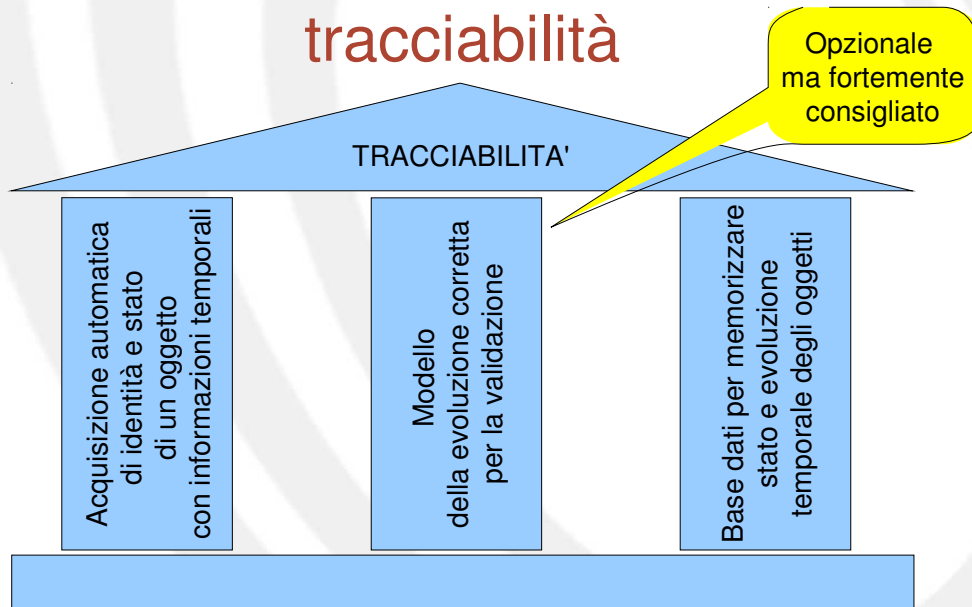 tracciabilità
Opzionale
ma fortemente
consigliato
TRACCIABILITA'
Acquisizione automatica
di identità e stato
di un oggetto
con informazioni temporali
Modello
della evoluzione corretta
per la validazione
Base dati per memorizzare
stato e evoluzione
temporale degli oggetti